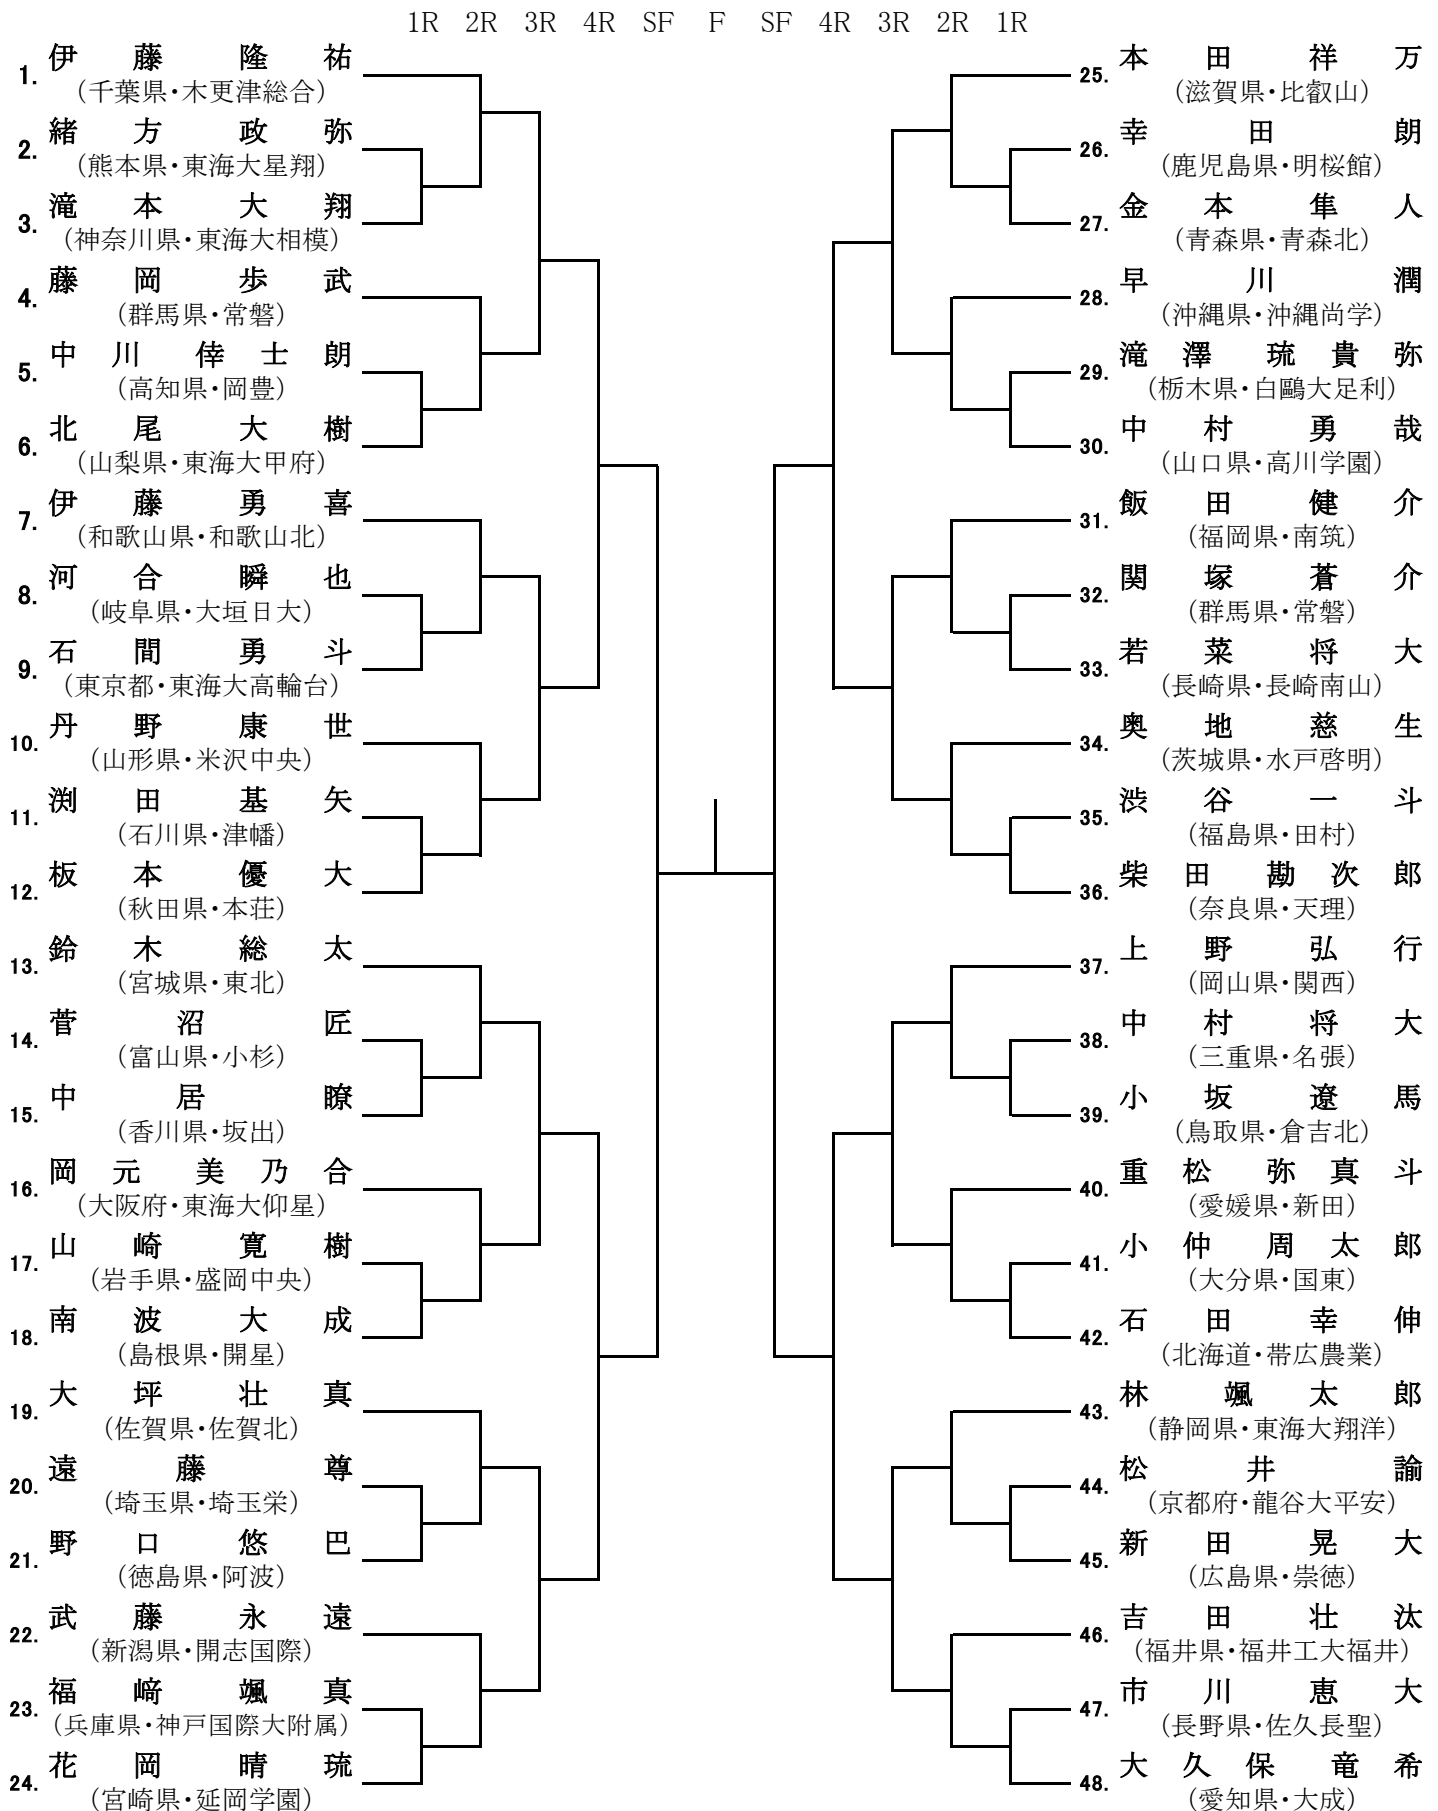 1R 2R 3R 4R SF F SF 4R 3R 2R 1R
1. 伊藤隆祐
(千葉県・木更津総合)
2. 緒方政弥
(熊本県・東海大星翔)
3. 滝本大翔
(神奈川県・東海大相模)
4. 藤岡歩武
(群馬県・常磐)
5. 中川倖士朗
(高知県・岡豊)
6. 北尾大樹
(山梨県・東海大甲府)
7. 伊藤勇喜
(和歌山県・和歌山北)
8. 河合瞬也
(岐阜県・大垣日大)
9. 石間勇斗
(東京都・東海大高輪台)
10. 丹野康世
(山形県・米沢中央)
11. 渕田基矢
(石川県・津幡)
12. 板本優大
(秋田県・本荘)
13. 鈴木総太
(宮城県・東北)
14. 菅沼匠
(富山県・小杉)
15. 中居瞭
(香川県・坂出)
16. 岡元美乃合
(大阪府・東海大仰星)
17. 山崎寛樹
(岩手県・盛岡中央)
18. 南波大成
(島根県・開星)
19. 大坪壮真
(佐賀県・佐賀北)
20. 遠藤尊
(埼玉県・埼玉栄)
21. 野口悠巴
(徳島県・阿波)
22. 武藤永遠
(新潟県・開志国際)
23. 福﨑颯真
(兵庫県・神戸国際大附属)
24. 花岡晴琉
(宮崎県・延岡学園)
25. 本田祥万
(滋賀県・比叡山)
26. 幸田朗
(鹿児島県・明桜館)
27. 金本隼人
(青森県・青森北)
28. 早川潤
(沖縄県・沖縄尚学)
29. 滝澤琉貴弥
(栃木県・白鷗大足利)
30. 中村勇哉
(山口県・高川学園)
31. 飯田健介
(福岡県・南筑)
32. 関塚蒼介
(群馬県・常磐)
33. 若菜将大
(長崎県・長崎南山)
34. 奥地慈生
(茨城県・水戸啓明)
35. 渋谷一斗
(福島県・田村)
36. 柴田勘次郎
(奈良県・天理)
37. 上野弘行
(岡山県・関西)
38. 中村将大
(三重県・名張)
39. 小坂遼馬
(鳥取県・倉吉北)
40. 重松弥真斗
(愛媛県・新田)
41. 小仲周太郎
(大分県・国東)
42. 石田幸伸
(北海道・帯広農業)
43. 林颯太郎
(静岡県・東海大翔洋)
44. 松井諭
(京都府・龍谷大平安)
45. 新田晃大
(広島県・崇徳)
46. 吉田壮汰
(福井県・福井工大福井)
47. 市川恵大
(長野県・佐久長聖)
48. 大久保竜希
(愛知県・大成)